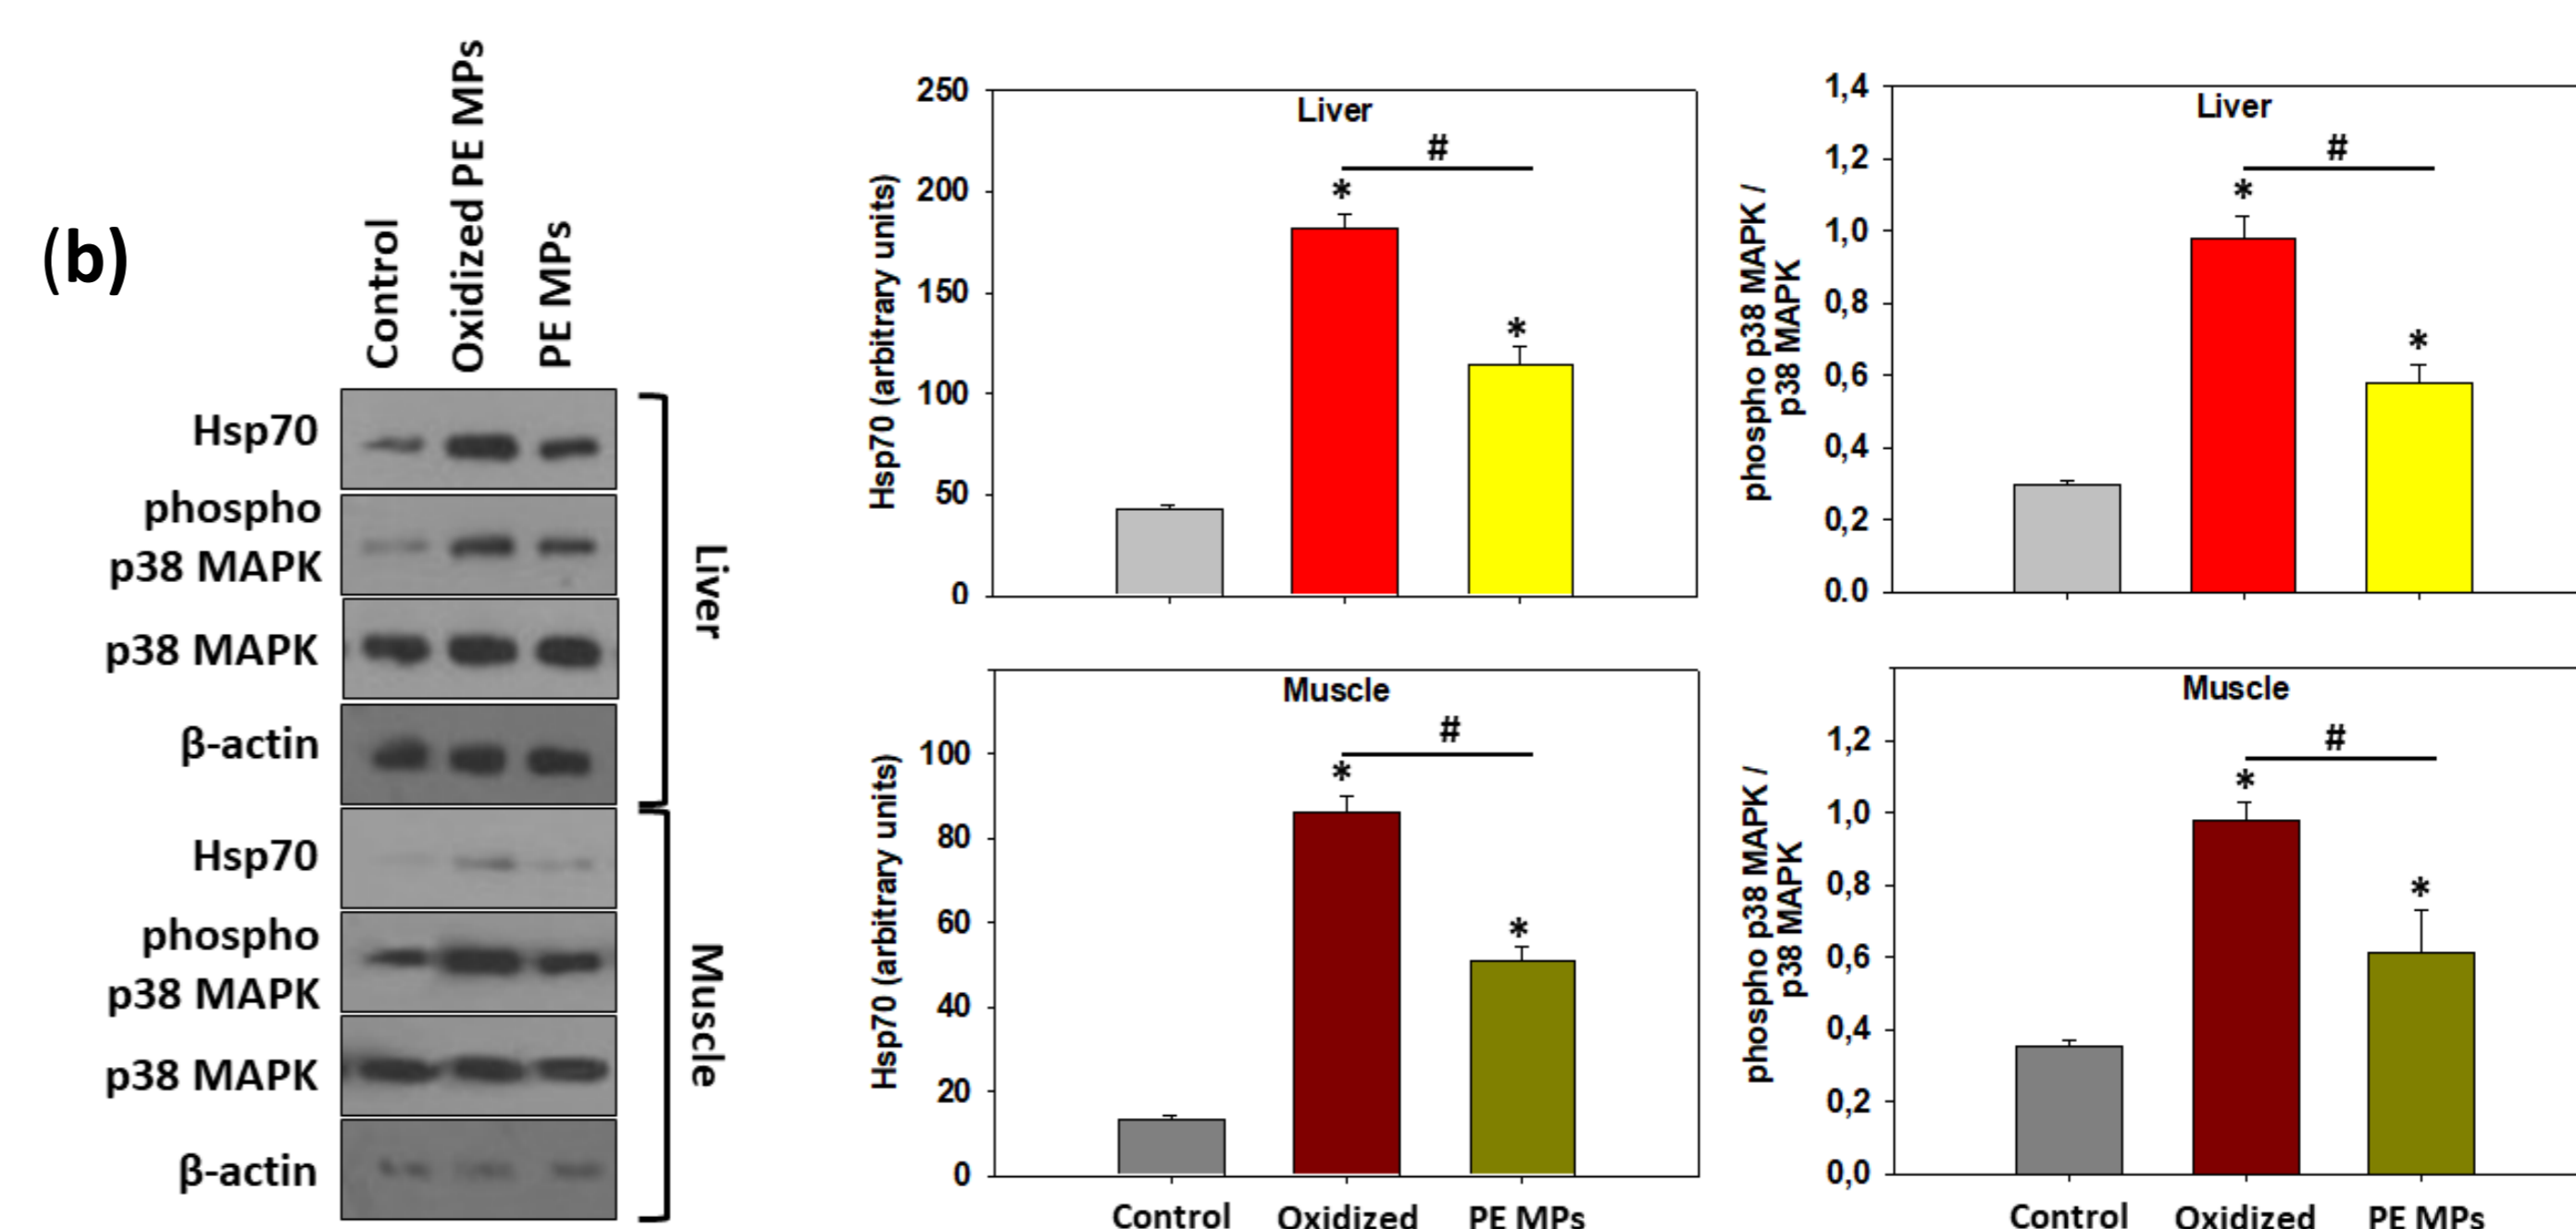 (b)
Control
Oxidized PE MPs
PE MPs
Hsp70
phospho
p38 MAPK
p38 MAPK
β-actin
Liver
Hsp70
phospho
p38 MAPK
p38 MAPK
β-actin
Muscle
Liver
Hsp70 (arbitrary units)
250
200
150
100
50
0
#
*
*
Liver
phospho p38 MAPK /
p38 MAPK
1,4
1,2
1,0
0,8
0,6
0,4
0,2
0.0
#
*
*
Muscle
Hsp70 (arbitrary units)
100
80
60
40
20
0
#
*
*
Control
Oxidized
PE MPs
Muscle
phospho p38 MAPK /
p38 MAPK
1,2
1,0
0,8
0,6
0,4
0,2
0,0
#
*
*
Control
Oxidized
PE MPs